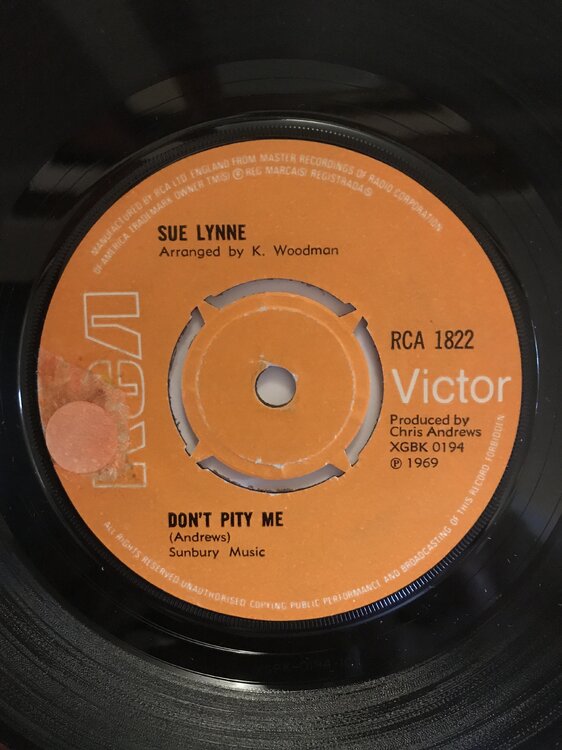 MANUFACTURED BY RCA LTD. ENGLAND FROM MASTER RECORDINGS OF RADIO CORPORATION
OF AMERICA TRADEMARK OWNER TM(S) ® REG MARCA(S) REGISTRADA(S)
SUE LYNNE
Arranged by K. Woodman
RCA
RCA 1822
Victor
Produced by
Chris Andrews
XGBK 0194
℗ 1969
DON'T PITY ME
(Andrews)
Sunbury Music
ALL RIGHTS RESERVED. UNAUTHORISED COPYING, PUBLIC PERFORMANCE AND BROADCASTING OF THIS RECORD FORBIDDEN